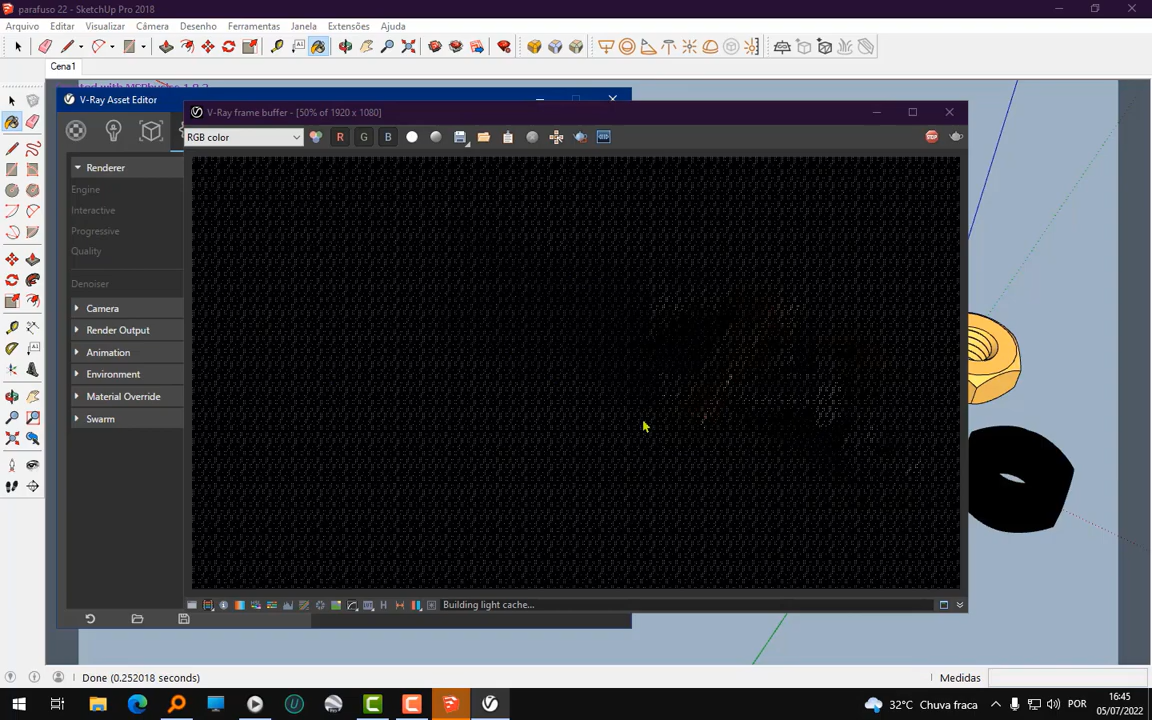 parafuso 22 - SketchUp Pro 2018
Arquivo Editar Visualizar Câmera Desenho Ferramentas Janela Extensões Ajuda
Cena1
V-Ray Asset Editor
V-Ray frame buffer - [50% of 1920 x 1080]
RGB color
R G B
Renderer
Engine
Interactive
Progressive
Quality
Denoiser
Camera
Render Output
Animation
Environment
Material Override
Swarm
H
Building light cache...
Done (0.252018 seconds)
Medidas
32°C Chuva fraca
POR
16:45
05/07/2022